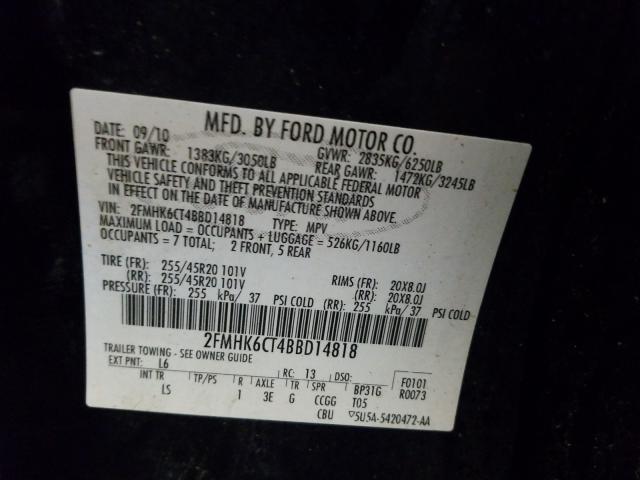 MFD. BY FORD MOTOR CO.
DATE: 09/10 GVWR: 2835KG/6250LB
FRONT GAWR: 1383KG/3050LB REAR GAWR: 1472KG/3245LB
THIS VEHICLE CONFORMS TO ALL APPLICABLE FEDERAL MOTOR
VEHICLE SAFETY AND THEFT PREVENTION STANDARDS
IN EFFECT ON THE DATE OF MANUFACTURE SHOWN ABOVE.
VIN: 2FMHK6CT4BBD14818 TYPE: MPV
MAXIMUM LOAD = OCCUPANTS + LUGGAGE = 526KG/1160LB
OCCUPANTS = 7 TOTAL; 2 FRONT, 5 REAR
TIRE (FR): 255/45R20 101V RIMS (FR): 20X8.0J
(RR): 255/45R20 101V (RR): 20X8.0J
PRESSURE (FR): 255 kPa/ 37 PSI COLD (RR): 255 kPa/ 37 PSI COLD
2FMHK6CT4BBD14818
TRAILER TOWING - SEE OWNER GUIDE
EXT PNT: L6 RC: 13 DSO: F0101
INT TR TP/PS R AXLE TR SPR BP31G R0073
LS 1 3E G CCGG T05
CBU ▽5U5A-5420472-AA